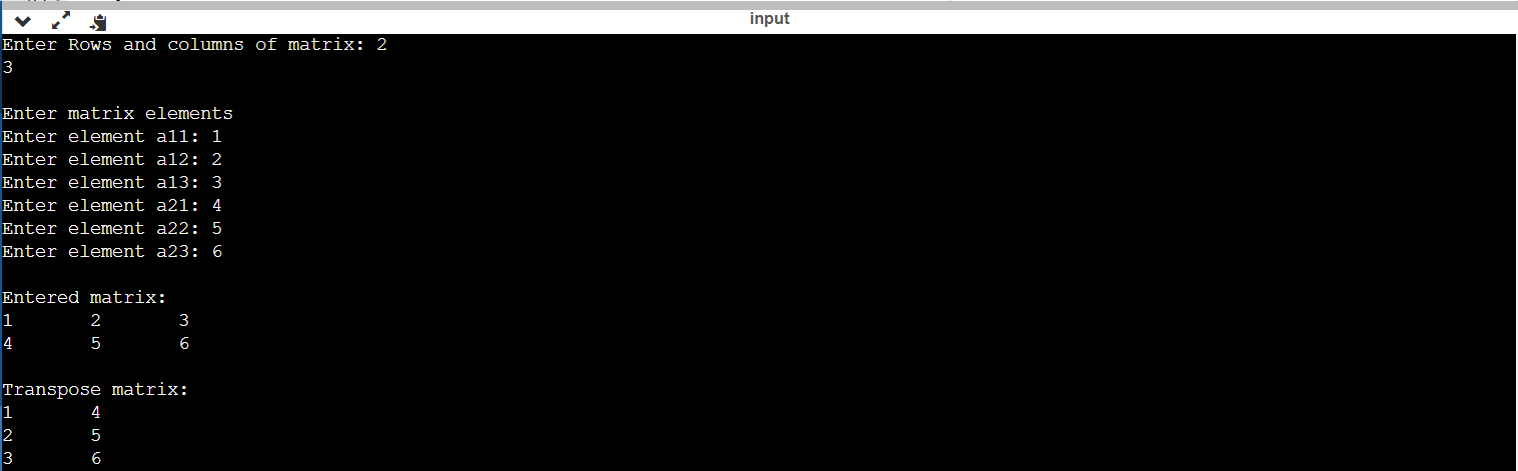 input
Enter Rows and columns of matrix: 2
3
Enter matrix elements
Enter element a11: 1
Enter element a12: 2
Enter element a13: 3
Enter element a21: 4
Enter element a22: 5
Enter element a23: 6
Entered matrix:
1 2 3
4 5 6
Transpose matrix:
1 4
2 5
3 6